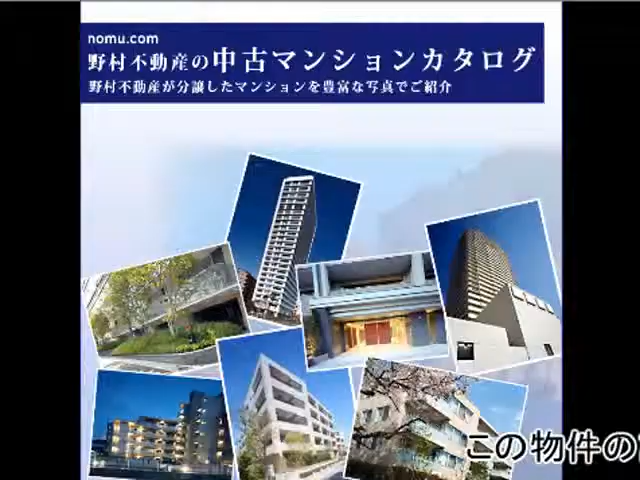 nomu.com
野村不動産の中古マンションカタログ
野村不動産が分譲したマンションを豊富な写真でご紹介
この物件の